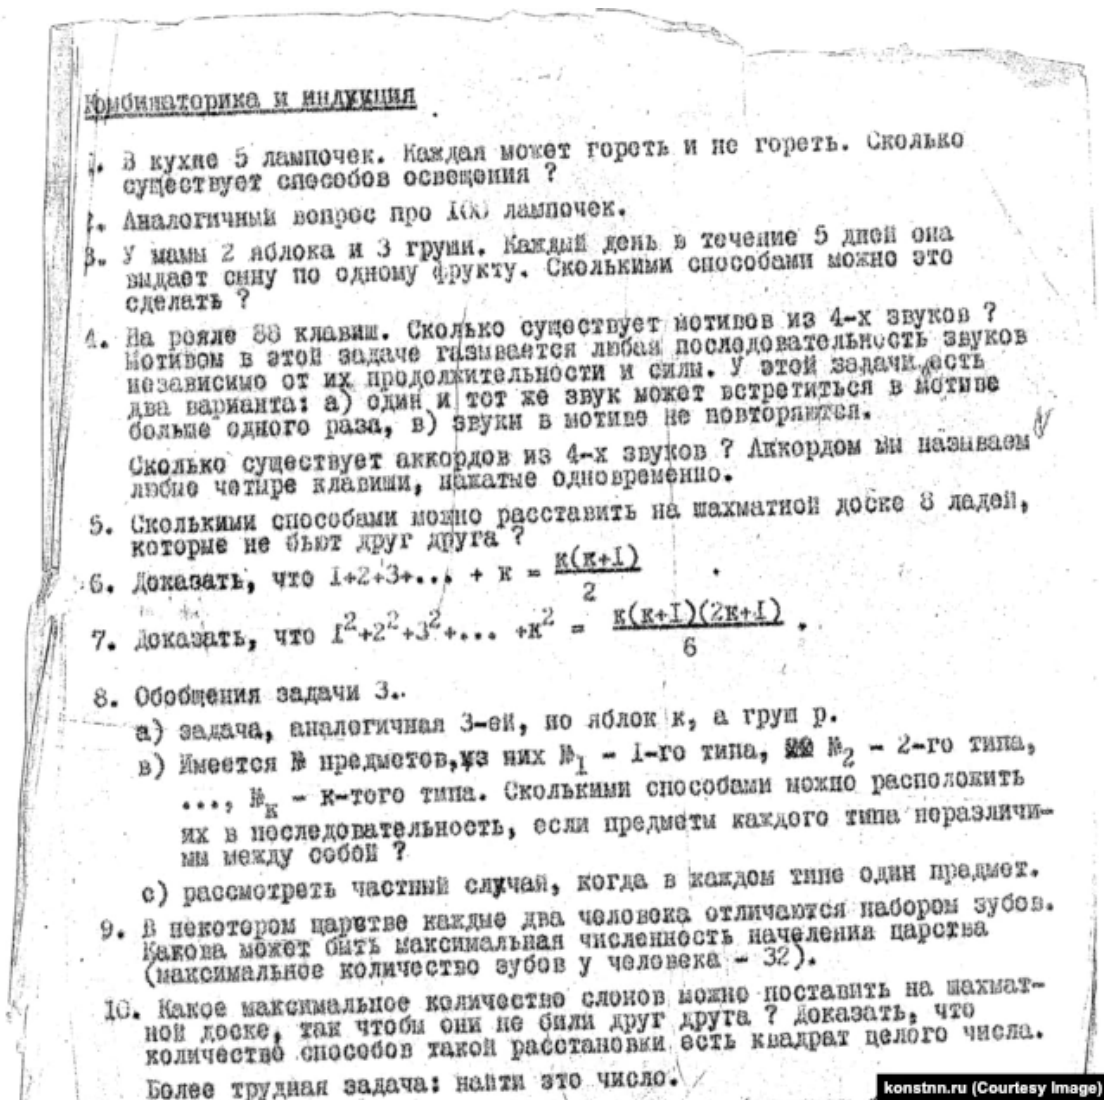 Комбинаторика и индукция
1. В кухне 5 лампочек. Каждая может гореть и не гореть. Сколько
существует способов освещения ?
2. Аналогичный вопрос про 100 лампочек.
3. У мамы 2 яблока и 3 груши. Каждый день в течение 5 дней она
выдает сину по одному фрукту. Сколькими способами можно это
сделать ?
4. На рояле 88 клавиш. Сколько существует мотивов из 4-х звуков ?
Мотивом в этой задаче газывается любая последовательность звуков
независимо от их продолжительности и силы. У этой задачи есть
два варианта: а) один и тот же звук может встретиться в мотиве
больше одного раза, в) звуки в мотиве не повторяются.
Сколько существует аккордов из 4-х звуков ? Аккордом мы называем
любые четыре клавиши, нажатые одновременно.
5. Сколькими способами можно расставить на шахматной доске 8 ладей,
которые не бьют друг друга ?
6. Доказать, что I+2+3+... + к = к(к+I)
2
7. Доказать, что I²+2²+3²+... +к² = к(к+I)(2к+I) .
6
8. Обобщения задачи 3..
а) задача, аналогичная 3-ей, но яблок к, а груш р.
в) Имеется № предметов,из них №₁ - I-го типа, №₂ - 2-го типа,
..., №к - к-того типа. Сколькими способами можно расположить
их в последовательность, если предметы каждого типа неразличи-
мы между собой ?
с) рассмотреть частный случай, когда в каждом типе один предмет.
9. В некотором царстве каждые два человека отличаются набором зубов.
Какова может быть максимальная численность начеления царства
(максимальное количество зубов у человека - 32).
10. Какое максимальное количество слонов можно поставить на шахмат-
ной доске, так чтобы они не били друг друга ? Доказать, что
количество способов такой расстановки есть квадрат целого числа.
Более трудная задача: найти это число.
konstnn.ru (Courtesy Image)